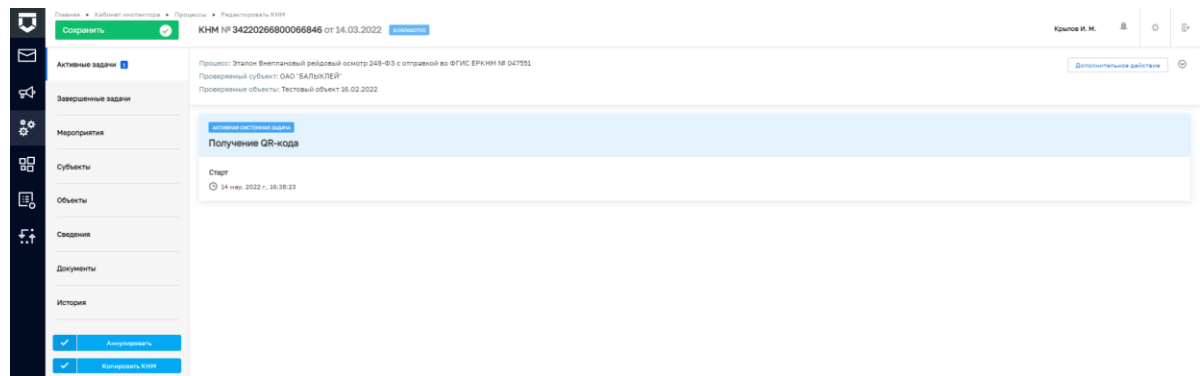 Главная • Кабинет инспектора • Процессы • Редактировать КНМ
Сохранить
КНМ № 34220266800066846 от 14.03.2022
Крылов И. М.
Активные задачи 1
Процесс: Эталон Внеплановый рейдовый осмотр 248-ФЗ с отправкой во ФГИС ЕРКНМ № 047551
Дополнительное действие
Проверяемый субъект: ОАО "БАЛЫКЛЕЙ"
Проверяемые объекты: Тестовый объект 16.02.2022
Завершенные задачи
АКТИВНАЯ СИСТЕМНАЯ ЗАДАЧА
Мероприятия
Получение QR-кода
Субъекты
Старт
14 мар. 2022 г., 16:38:23
Объекты
Сведения
Документы
История
Аннулировать
Копировать КНМ